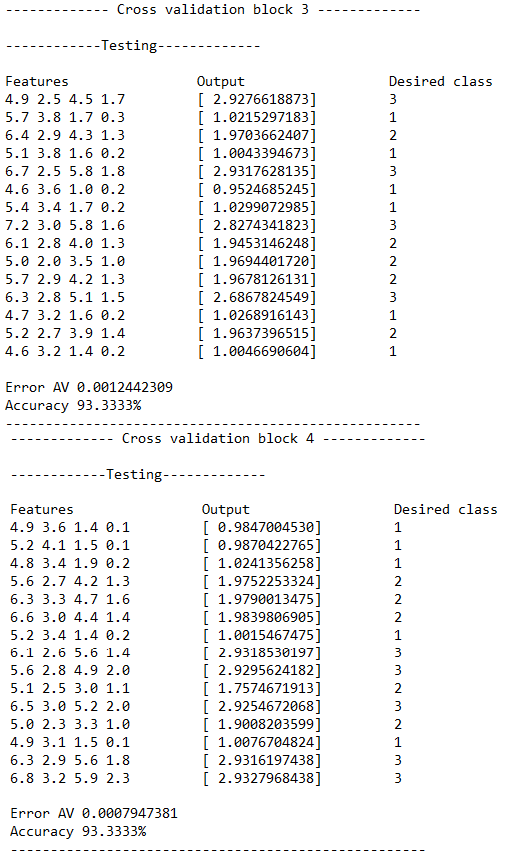 ------------- Cross validation block 3 -------------
------------Testing-------------
Features Output Desired class
4.9 2.5 4.5 1.7 [ 2.9276618873] 3
5.7 3.8 1.7 0.3 [ 1.0215297183] 1
6.4 2.9 4.3 1.3 [ 1.9703662407] 2
5.1 3.8 1.6 0.2 [ 1.0043394673] 1
6.7 2.5 5.8 1.8 [ 2.9317628135] 3
4.6 3.6 1.0 0.2 [ 0.9524685245] 1
5.4 3.4 1.7 0.2 [ 1.0299072985] 1
7.2 3.0 5.8 1.6 [ 2.8274341823] 3
6.1 2.8 4.0 1.3 [ 1.9453146248] 2
5.0 2.0 3.5 1.0 [ 1.9694401720] 2
5.7 2.9 4.2 1.3 [ 1.9678126131] 2
6.3 2.8 5.1 1.5 [ 2.6867824549] 3
4.7 3.2 1.6 0.2 [ 1.0268916143] 1
5.2 2.7 3.9 1.4 [ 1.9637396515] 2
4.6 3.2 1.4 0.2 [ 1.0046690604] 1
Error AV 0.0012442309
Accuracy 93.3333%
----------------------------------------------------
------------- Cross validation block 4 -------------
------------Testing-------------
Features Output Desired class
4.9 3.6 1.4 0.1 [ 0.9847004530] 1
5.2 4.1 1.5 0.1 [ 0.9870422765] 1
4.8 3.4 1.9 0.2 [ 1.0241356258] 1
5.6 2.7 4.2 1.3 [ 1.9752253324] 2
6.3 3.3 4.7 1.6 [ 1.9790013475] 2
6.6 3.0 4.4 1.4 [ 1.9839806905] 2
5.2 3.4 1.4 0.2 [ 1.0015467475] 1
6.1 2.6 5.6 1.4 [ 2.9318530197] 3
5.6 2.8 4.9 2.0 [ 2.9295624182] 3
5.1 2.5 3.0 1.1 [ 1.7574671913] 2
6.5 3.0 5.2 2.0 [ 2.9254672068] 3
5.0 2.3 3.3 1.0 [ 1.9008203599] 2
4.9 3.1 1.5 0.1 [ 1.0076704824] 1
6.3 2.9 5.6 1.8 [ 2.9316197438] 3
6.8 3.2 5.9 2.3 [ 2.9327968438] 3
Error AV 0.0007947381
Accuracy 93.3333%
----------------------------------------------------